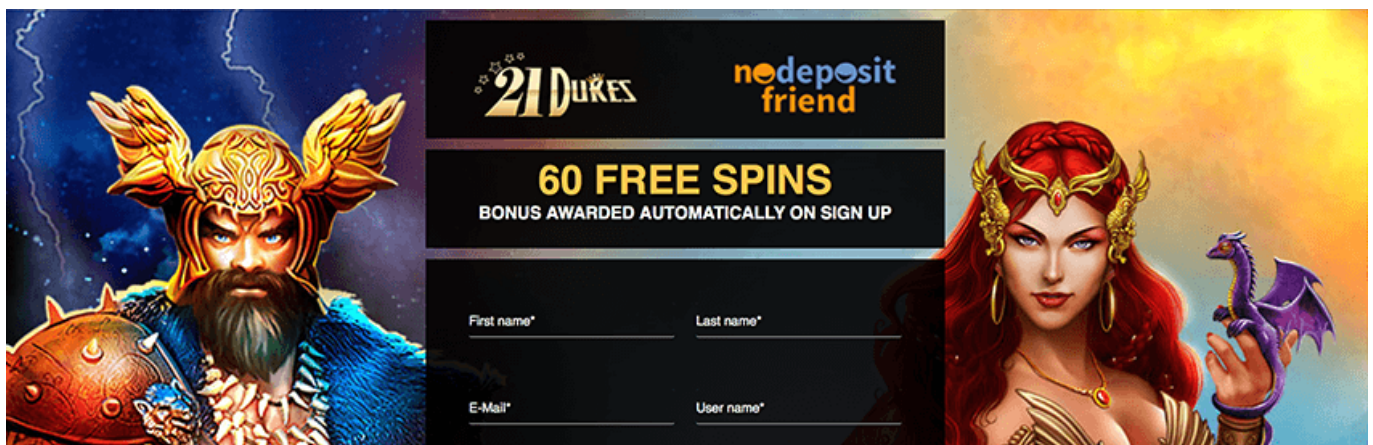 21 DUKES
nodeposit
friend
60 FREE SPINS
BONUS AWARDED AUTOMATICALLY ON SIGN UP
First name* Last name*
E-Mail* User name*